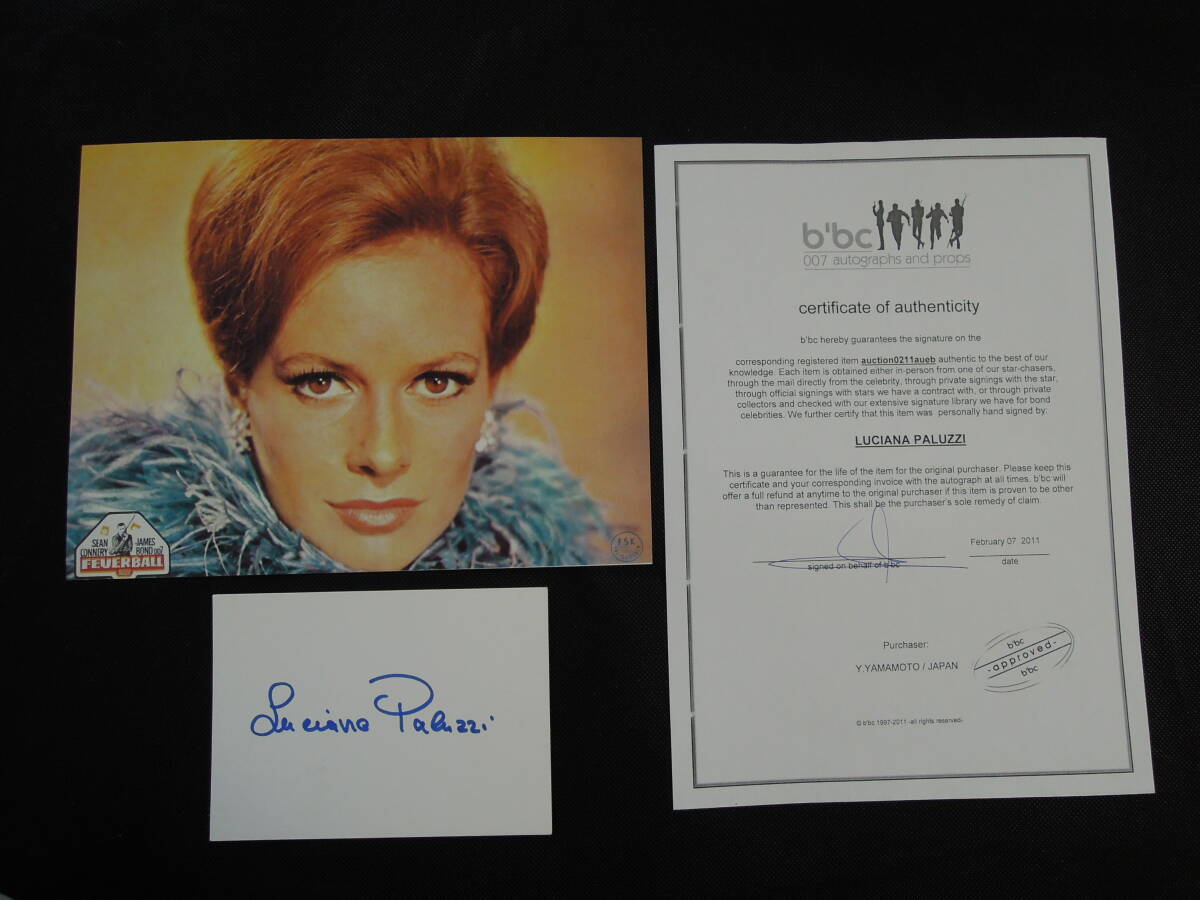 SEAN CONNERY
JAMES BOND 007
FEUERBALL
FSK
Luciana Paluzzi
b'bc
007 autographs and props
certificate of authenticity
b'bc hereby guarantees the signature on the
corresponding registered item auction0211aueb authentic to the best of our
knowledge. Each item is obtained either in-person from one of our star-chasers,
through the mail directly from the celebrity, through private signings with the star,
through official signings with stars we have a contract with, or through private
collectors and checked with our extensive signature library we have for bond
celebrities. We further certify that this item was personally hand signed by:
LUCIANA PALUZZI
This is a guarantee for the life of the item for the original purchaser. Please keep this
certificate and your corresponding invoice with the autograph at all times. b'bc will
offer a full refund at anytime to the original purchaser if this item is proven to be other
than represented. This shall be the purchaser's sole remedy of claim.
February 07 2011
signed on behalf of b'bc
date
Purchaser:
Y.YAMAMOTO / JAPAN
b'bc
-approved-
b'bc
© b'bc 1997-2011 -all rights reserved-